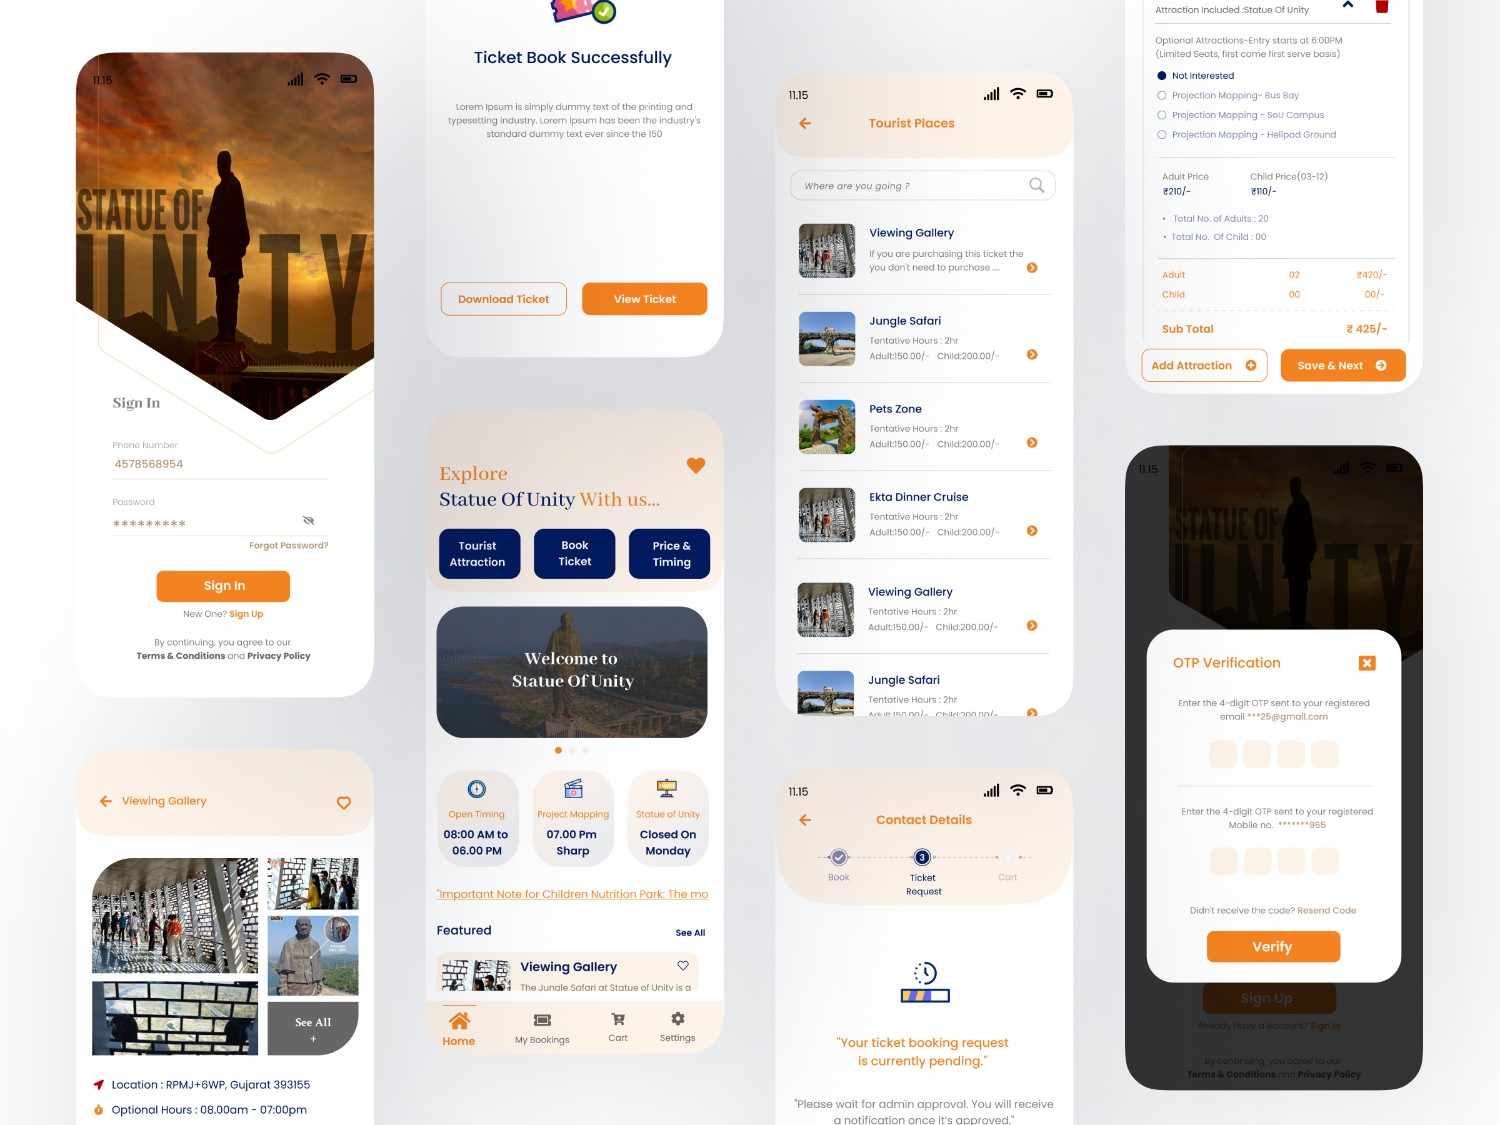 11.15
STATUE OF
UNITY
Sign In
Phone Number
4578568954
Password
*********
Forgot Password?
Sign In
New One? Sign Up
By continuing, you agree to our
Terms & Conditions and Privacy Policy
Viewing Gallery
See All
+
Location : RPMJ+6WP, Gujarat 393155
Optional Hours : 08.00am - 07:00pm
Ticket Book Successfully
Lorem Ipsum is simply dummy text of the printing and
typesetting industry. Lorem Ipsum has been the industry's
standard dummy text ever since the 150
Download Ticket
View Ticket
Explore
Statue Of Unity With us...
Tourist
Attraction
Book
Ticket
Price &
Timing
Welcome to
Statue Of Unity
Open Timing
08:00 AM to
06.00 PM
Project Mapping
07.00 Pm
Sharp
Statue of Unity
Closed On
Monday
"Important Note for Children Nutrition Park: The mo
Featured
See All
Viewing Gallery
The Jungle Safari at Statue of Unity is a
Home
My Bookings
Cart
Settings
11.15
Tourist Places
Where are you going ?
Viewing Gallery
If you are purchasing this ticket the
you don't need to purchase ....
Jungle Safari
Tentative Hours : 2hr
Adult:150.00/- Child:200.00/-
Pets Zone
Tentative Hours : 2hr
Adult:150.00/- Child:200.00/-
Ekta Dinner Cruise
Tentative Hours : 2hr
Adult:150.00/- Child:200.00/-
Viewing Gallery
Tentative Hours : 2hr
Adult:150.00/- Child:200.00/-
Jungle Safari
Tentative Hours : 2hr
Adult:150.00/- Child:200.00/-
11.15
Contact Details
3
Book
Ticket
Request
Cart
"Your ticket booking request
is currently pending."
"Please wait for admin approval. You will receive
a notification once it's approved."
Attraction Included :Statue Of Unity
Optional Attractions-Entry starts at 6:00PM
(Limited Seats, first come first serve basis)
Not Interested
Projection Mapping- Bus Bay
Projection Mapping - SoU Campus
Projection Mapping - Helipad Ground
Adult Price
₹210/-
Child Price(03-12)
₹110/-
• Total No. of Adults : 20
• Total No. Of Child : 00
Adult 02 ₹420/-
Child 00 00/-
Sub Total ₹ 425/-
Add Attraction
Save & Next
11.15
STATUE OF
UNITY
OTP Verification
Enter the 4-digit OTP sent to your registered
email ***25@gmail.com
Enter the 4-digit OTP sent to your registered
Mobile no. *******965
Didn't receive the code? Resend Code
Verify
Sign Up
Already Have a Account? Sign In
By continuing, you agree to our
Terms & Conditions and Privacy Policy